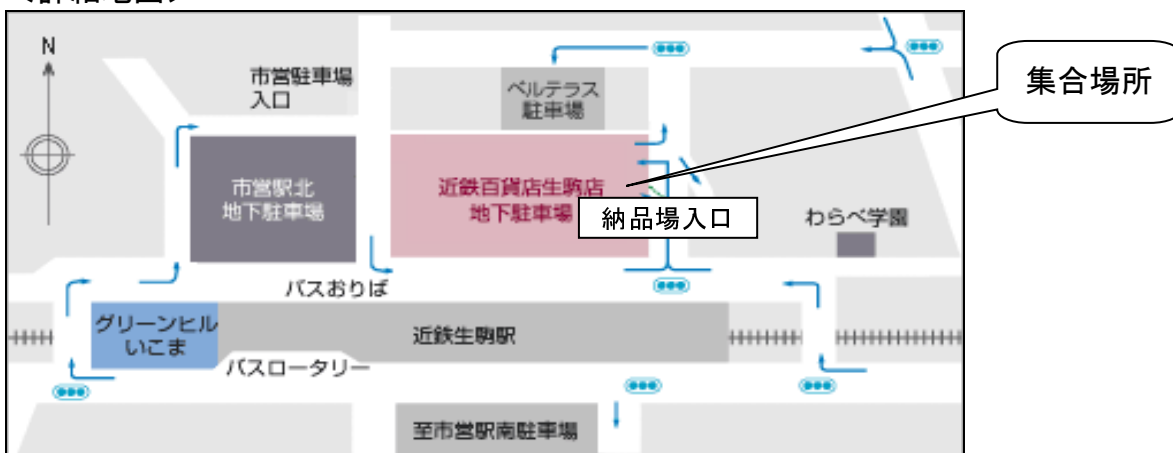 N
市営駐車場
入口
ベルテラス
駐車場
集合場所
市営駅北
地下駐車場
近鉄百貨店生駒店
地下駐車場
納品場入口
わらべ学園
バスおりば
グリーンヒル
いこま
近鉄生駒駅
バスロータリー
至市営駅南駐車場